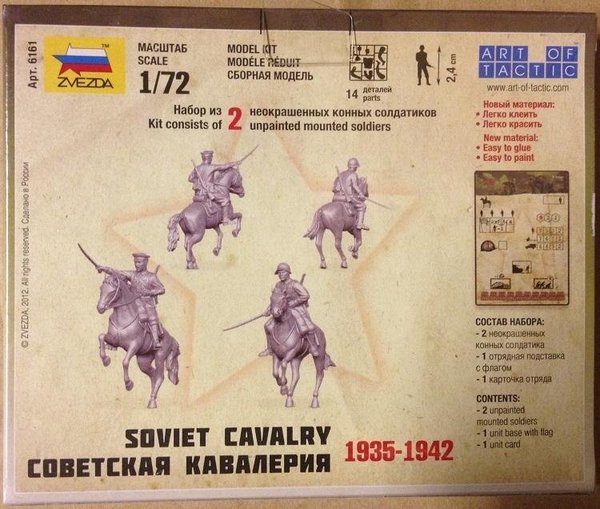 Арт. 6161
ZVEZDA
МАСШТАБ
SCALE
1/72
MODEL KIT
MODÈLE RÉDUIT
СБОРНАЯ МОДЕЛЬ
14 деталей
parts
2,4 cm
ART OF
TACTIC
www.art-of-tactic.com
Набор из 2 неокрашенных конных солдатиков
Kit consists of unpainted mounted soldiers
Новый материал:
• Легко клеить
• Легко красить
New material:
• Easy to glue
• Easy to paint
© ZVEZDA, 2012. All rights reserved. Сделано в России
СОСТАВ НАБОРА:
- 2 неокрашенных
конных солдатика
- 1 отрядная подставка
с флагом
- 1 карточка отряда
CONTENTS:
- 2 unpainted
mounted soldiers
- 1 unit base with flag
- 1 unit card
SOVIET CAVALRY
СОВЕТСКАЯ КАВАЛЕРИЯ
1935-1942